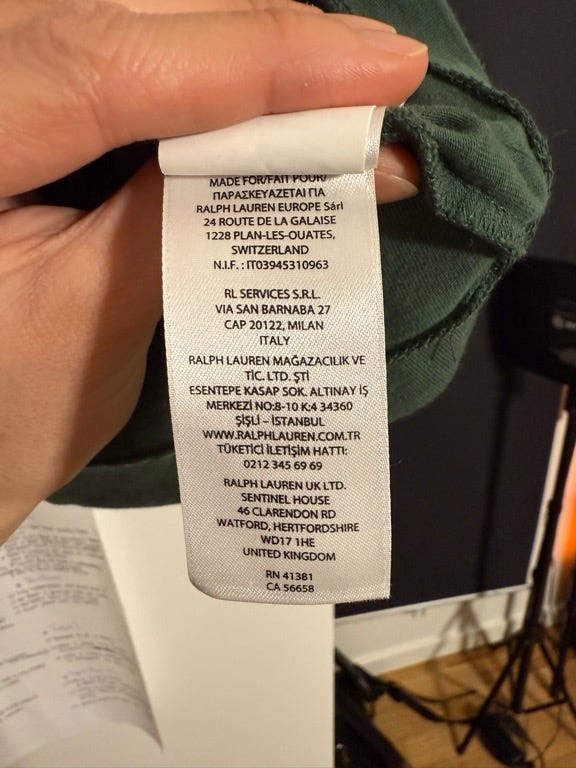 MADE FOR/FAIT POUR/
ΠΑΡΑΣΚΕΥΑΖΕΤΑΙ ΓΙΑ
RALPH LAUREN EUROPE Sárl
24 ROUTE DE LA GALAISE
1228 PLAN-LES-OUATES,
SWITZERLAND
N.I.F. : IT03945310963
RL SERVICES S.R.L.
VIA SAN BARNABA 27
CAP 20122, MILAN
ITALY
RALPH LAUREN MAĞAZACILIK VE
TİC. LTD. ŞTİ
ESENTEPE KASAP SOK. ALTINAY İŞ
MERKEZİ NO:8-10 K:4 34360
ŞİŞLİ – İSTANBUL
WWW.RALPHLAUREN.COM.TR
TÜKETİCİ İLETİŞİM HATTI:
0212 345 69 69
RALPH LAUREN UK LTD.
SENTINEL HOUSE
46 CLARENDON RD
WATFORD, HERTFORDSHIRE
WD17 1HE
UNITED KINGDOM
RN 41381
CA 56658